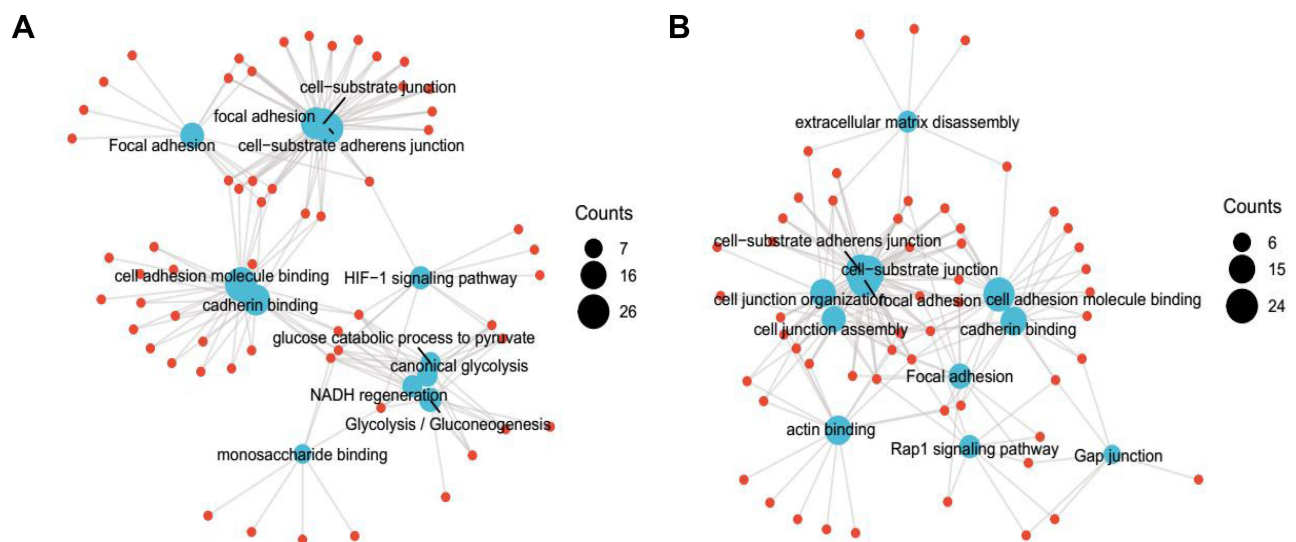 A
cell-substrate junction
focal adhesion
Focal adhesion
cell-substrate adherens junction
cell adhesion molecule binding
HIF-1 signaling pathway
cadherin binding
glucose catabolic process to pyruvate
canonical glycolysis
NADH regeneration
Glycolysis / Gluconeogenesis
monosaccharide binding
Counts
7
16
26
B
extracellular matrix disassembly
cell-substrate adherens junction
cell-substrate junction
cell junction organization
focal adhesion
cell adhesion molecule binding
cell junction assembly
cadherin binding
Focal adhesion
actin binding
Rap1 signaling pathway
Gap junction
Counts
6
15
24